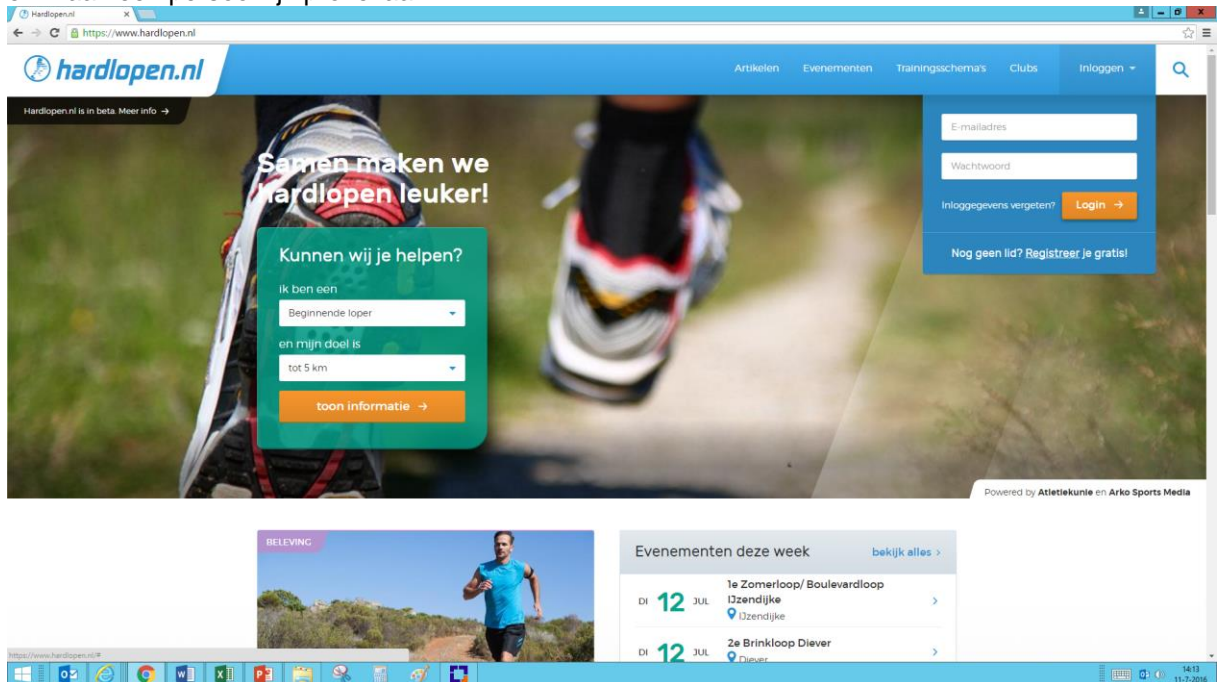 Hardlopen.nl
https://www.hardlopen.nl
hardlopen.nl
Artikelen Evenementen Trainingsschema's Clubs Inloggen
Hardlopen.nl is in beta. Meer info →
E-mailadres
Wachtwoord
Inloggegevens vergeten? Login →
Nog geen lid? Registreer je gratis!
Samen maken we
hardlopen leuker!
Kunnen wij je helpen?
ik ben een
Beginnende loper
en mijn doel is
tot 5 km
toon informatie →
Powered by Atletiekunie en Arko Sports Media
BELEVING
Evenementen deze week bekijk alles ›
DI 12 JUL
1e Zomerloop/ Boulevardloop
IJzendijke
IJzendijke
DI 12 JUL
2e Brinkloop Diever
Diever
https://www.hardlopen.nl/#
14:13
11-7-2016